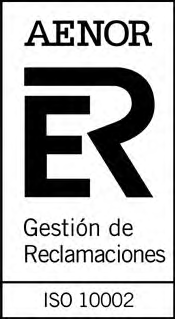 AENOR
ER
Gestión de
Reclamaciones
ISO 10002